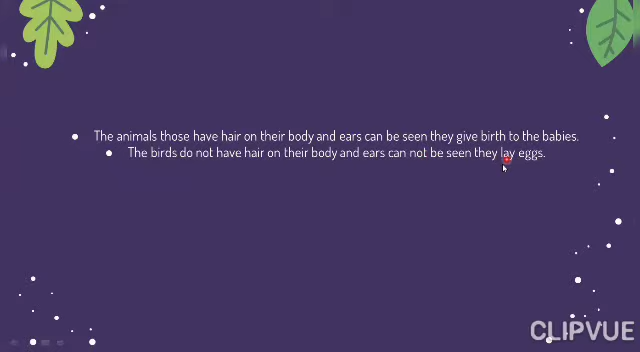 The animals those have hair on their body and ears can be seen they give birth to the babies.
The birds do not have hair on their body and ears can not be seen they lay eggs.
CLIPVUE